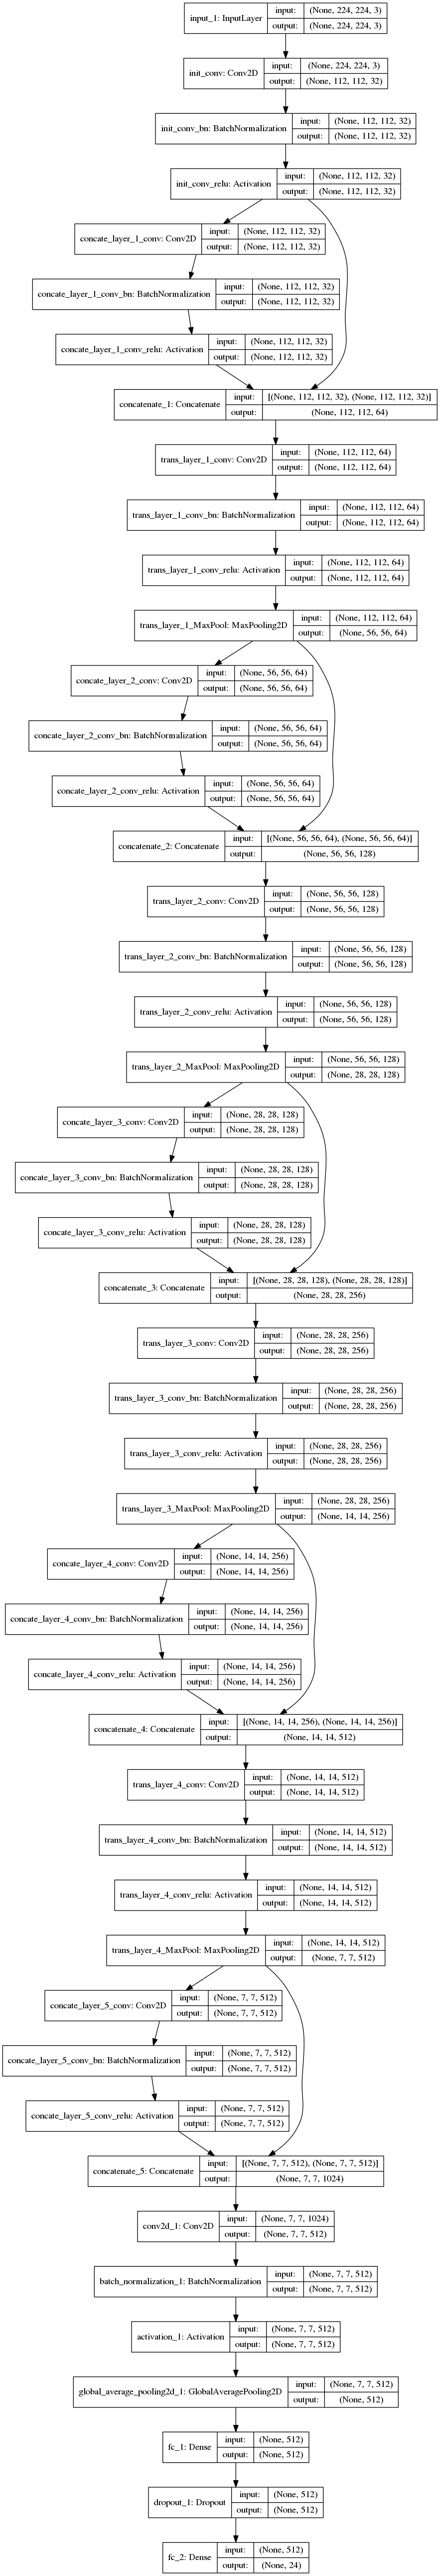 input_1: InputLayer
input: (None, 224, 224, 3)
output: (None, 224, 224, 3)
init_conv: Conv2D
input: (None, 224, 224, 3)
output: (None, 112, 112, 32)
init_conv_bn: BatchNormalization
input: (None, 112, 112, 32)
output: (None, 112, 112, 32)
init_conv_relu: Activation
input: (None, 112, 112, 32)
output: (None, 112, 112, 32)
concate_layer_1_conv: Conv2D
input: (None, 112, 112, 32)
output: (None, 112, 112, 32)
concate_layer_1_conv_bn: BatchNormalization
input: (None, 112, 112, 32)
output: (None, 112, 112, 32)
concate_layer_1_conv_relu: Activation
input: (None, 112, 112, 32)
output: (None, 112, 112, 32)
concatenate_1: Concatenate
input: [(None, 112, 112, 32), (None, 112, 112, 32)]
output: (None, 112, 112, 64)
trans_layer_1_conv: Conv2D
input: (None, 112, 112, 64)
output: (None, 112, 112, 64)
trans_layer_1_conv_bn: BatchNormalization
input: (None, 112, 112, 64)
output: (None, 112, 112, 64)
trans_layer_1_conv_relu: Activation
input: (None, 112, 112, 64)
output: (None, 112, 112, 64)
trans_layer_1_MaxPool: MaxPooling2D
input: (None, 112, 112, 64)
output: (None, 56, 56, 64)
concate_layer_2_conv: Conv2D
input: (None, 56, 56, 64)
output: (None, 56, 56, 64)
concate_layer_2_conv_bn: BatchNormalization
input: (None, 56, 56, 64)
output: (None, 56, 56, 64)
concate_layer_2_conv_relu: Activation
input: (None, 56, 56, 64)
output: (None, 56, 56, 64)
concatenate_2: Concatenate
input: [(None, 56, 56, 64), (None, 56, 56, 64)]
output: (None, 56, 56, 128)
trans_layer_2_conv: Conv2D
input: (None, 56, 56, 128)
output: (None, 56, 56, 128)
trans_layer_2_conv_bn: BatchNormalization
input: (None, 56, 56, 128)
output: (None, 56, 56, 128)
trans_layer_2_conv_relu: Activation
input: (None, 56, 56, 128)
output: (None, 56, 56, 128)
trans_layer_2_MaxPool: MaxPooling2D
input: (None, 56, 56, 128)
output: (None, 28, 28, 128)
concate_layer_3_conv: Conv2D
input: (None, 28, 28, 128)
output: (None, 28, 28, 128)
concate_layer_3_conv_bn: BatchNormalization
input: (None, 28, 28, 128)
output: (None, 28, 28, 128)
concate_layer_3_conv_relu: Activation
input: (None, 28, 28, 128)
output: (None, 28, 28, 128)
concatenate_3: Concatenate
input: [(None, 28, 28, 128), (None, 28, 28, 128)]
output: (None, 28, 28, 256)
trans_layer_3_conv: Conv2D
input: (None, 28, 28, 256)
output: (None, 28, 28, 256)
trans_layer_3_conv_bn: BatchNormalization
input: (None, 28, 28, 256)
output: (None, 28, 28, 256)
trans_layer_3_conv_relu: Activation
input: (None, 28, 28, 256)
output: (None, 28, 28, 256)
trans_layer_3_MaxPool: MaxPooling2D
input: (None, 28, 28, 256)
output: (None, 14, 14, 256)
concate_layer_4_conv: Conv2D
input: (None, 14, 14, 256)
output: (None, 14, 14, 256)
concate_layer_4_conv_bn: BatchNormalization
input: (None, 14, 14, 256)
output: (None, 14, 14, 256)
concate_layer_4_conv_relu: Activation
input: (None, 14, 14, 256)
output: (None, 14, 14, 256)
concatenate_4: Concatenate
input: [(None, 14, 14, 256), (None, 14, 14, 256)]
output: (None, 14, 14, 512)
trans_layer_4_conv: Conv2D
input: (None, 14, 14, 512)
output: (None, 14, 14, 512)
trans_layer_4_conv_bn: BatchNormalization
input: (None, 14, 14, 512)
output: (None, 14, 14, 512)
trans_layer_4_conv_relu: Activation
input: (None, 14, 14, 512)
output: (None, 14, 14, 512)
trans_layer_4_MaxPool: MaxPooling2D
input: (None, 14, 14, 512)
output: (None, 7, 7, 512)
concate_layer_5_conv: Conv2D
input: (None, 7, 7, 512)
output: (None, 7, 7, 512)
concate_layer_5_conv_bn: BatchNormalization
input: (None, 7, 7, 512)
output: (None, 7, 7, 512)
concate_layer_5_conv_relu: Activation
input: (None, 7, 7, 512)
output: (None, 7, 7, 512)
concatenate_5: Concatenate
input: [(None, 7, 7, 512), (None, 7, 7, 512)]
output: (None, 7, 7, 1024)
conv2d_1: Conv2D
input: (None, 7, 7, 1024)
output: (None, 7, 7, 512)
batch_normalization_1: BatchNormalization
input: (None, 7, 7, 512)
output: (None, 7, 7, 512)
activation_1: Activation
input: (None, 7, 7, 512)
output: (None, 7, 7, 512)
global_average_pooling2d_1: GlobalAveragePooling2D
input: (None, 7, 7, 512)
output: (None, 512)
fc_1: Dense
input: (None, 512)
output: (None, 512)
dropout_1: Dropout
input: (None, 512)
output: (None, 512)
fc_2: Dense
input: (None, 512)
output: (None, 24)